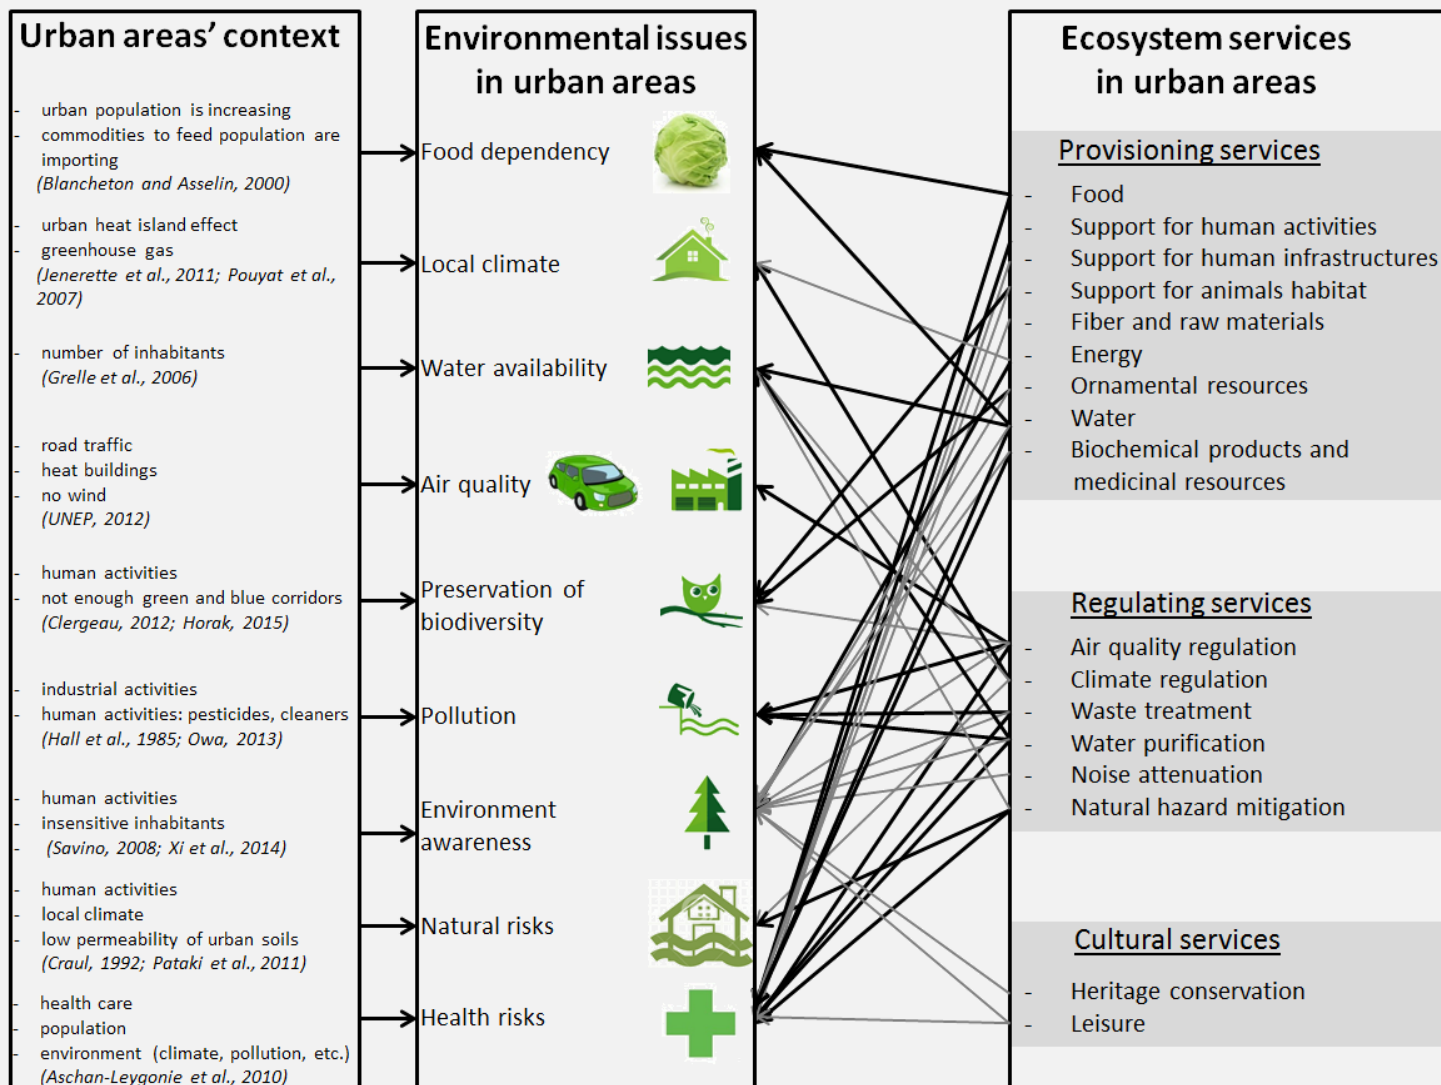 Urban areas' context
- urban population is increasing
- commodities to feed population are
importing
(Blancheton and Asselin, 2000)
- urban heat island effect
- greenhouse gas
(Jenerette et al., 2011; Pouyat et al.,
2007)
- number of inhabitants
(Grelle et al., 2006)
- road traffic
- heat buildings
- no wind
(UNEP, 2012)
- human activities
- not enough green and blue corridors
(Clergeau, 2012; Horak, 2015)
- industrial activities
- human activities: pesticides, cleaners
(Hall et al., 1985; Owa, 2013)
- human activities
- insensitive inhabitants
- (Savino, 2008; Xi et al., 2014)
- human activities
- local climate
- low permeability of urban soils
(Craul, 1992; Pataki et al., 2011)
- health care
- population
- environment (climate, pollution, etc.)
(Aschan-Leygonie et al., 2010)
Environmental issues
in urban areas
Food dependency
Local climate
Water availability
Air quality
Preservation of
biodiversity
Pollution
Environment
awareness
Natural risks
Health risks
Ecosystem services
in urban areas
Provisioning services
- Food
- Support for human activities
- Support for human infrastructures
- Support for animals habitat
- Fiber and raw materials
- Energy
- Ornamental resources
- Water
- Biochemical products and
medicinal resources
Regulating services
- Air quality regulation
- Climate regulation
- Waste treatment
- Water purification
- Noise attenuation
- Natural hazard mitigation
Cultural services
- Heritage conservation
- Leisure